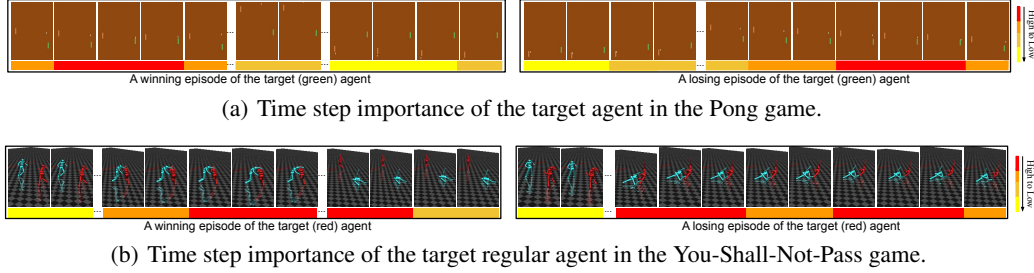 High to Low
A winning episode of the target (green) agent
A losing episode of the target (green) agent
(a) Time step importance of the target agent in the Pong game.
High to Low
A winning episode of the target (red) agent
A losing episode of the target (red) agent
(b) Time step importance of the target regular agent in the You-Shall-Not-Pass game.